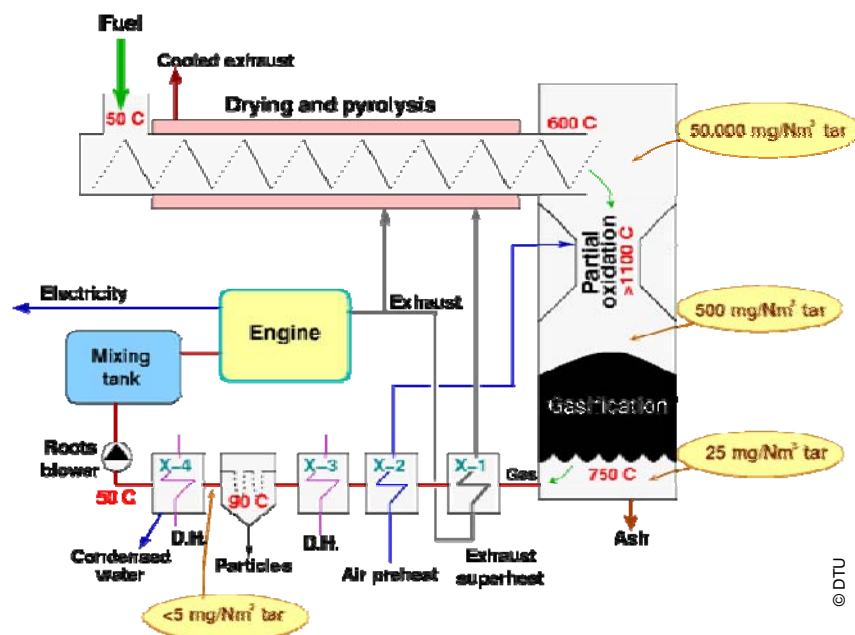 Fuel
Cooled exhaust
Drying and pyrolysis
50 C
600 C
50.000 mg/Nm³ tar
Partial
oxidation
>1100 C
Electricity
Exhaust
Engine
500 mg/Nm³ tar
Mixing
tank
Gasification
Roots
blower
X-4
X-3
X-2
X-1
Gas
25 mg/Nm³ tar
750 C
50 C
90 C
D.H.
D.H.
Ash
Condensed
water
Particles
Air preheat
Exhaust
superheat
<5 mg/Nm³ tar
© DTU